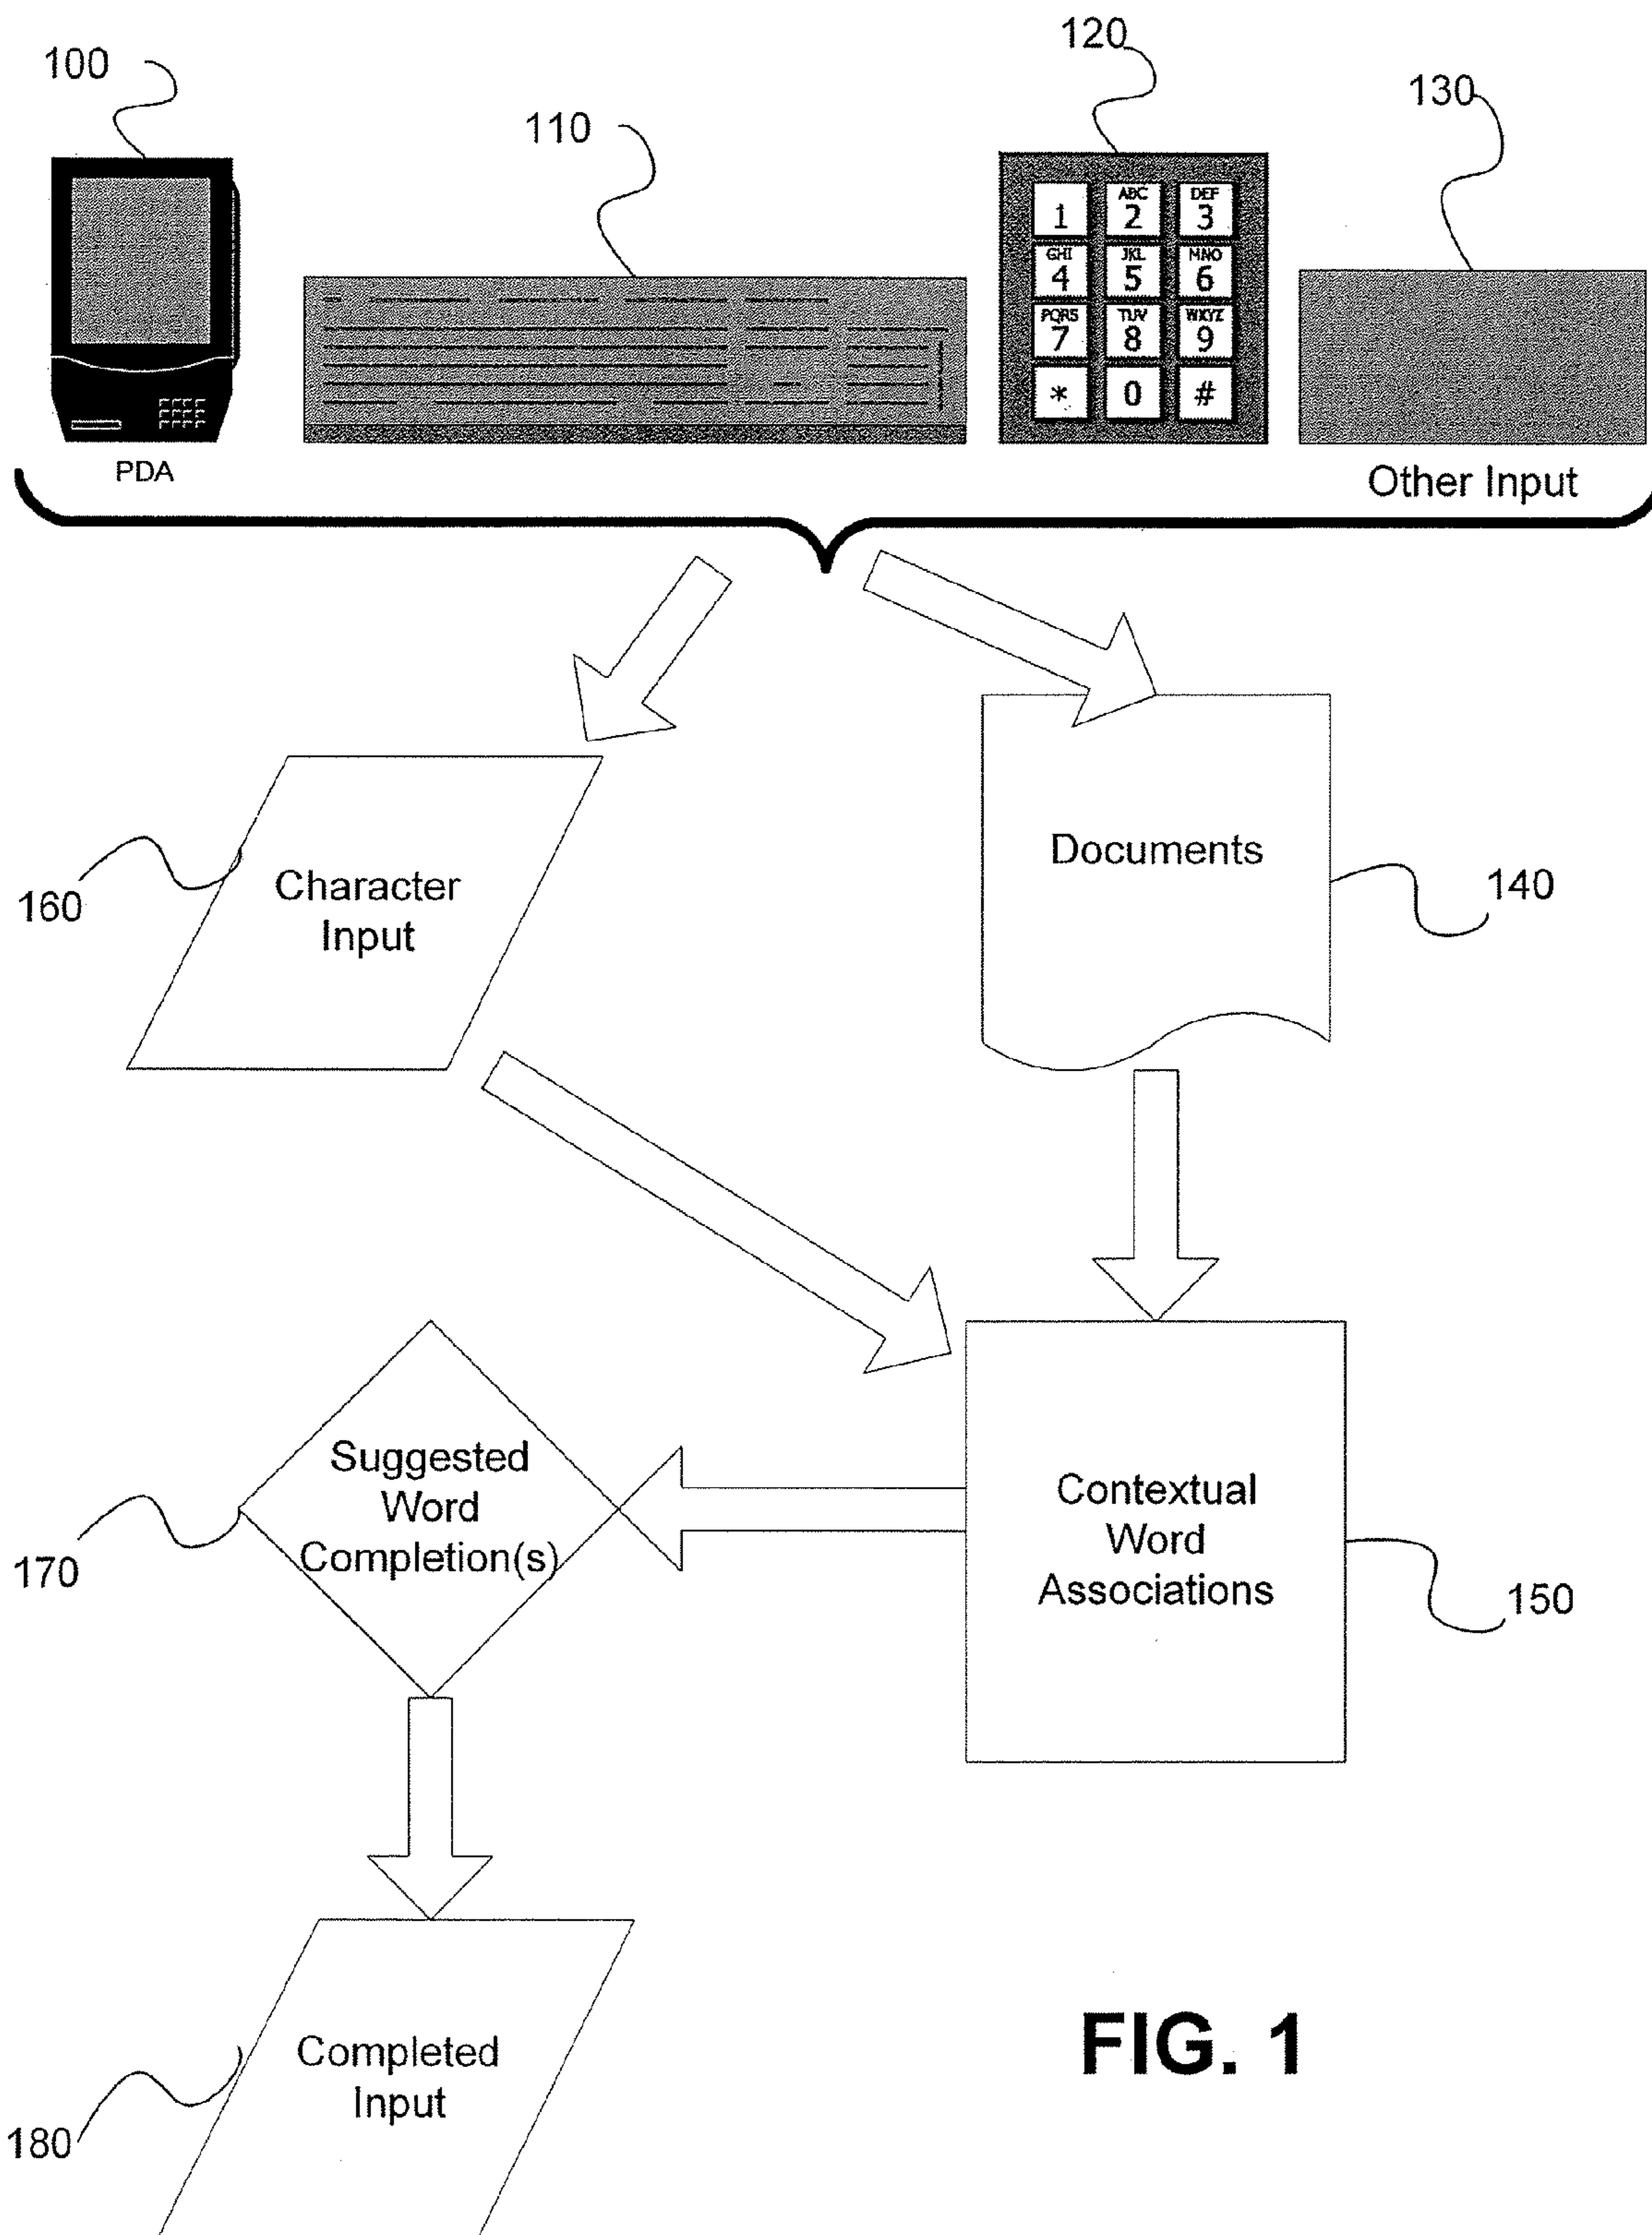 100
110
120
130
1
ABC
2
DEF
3
GHI
4
JKL
5
MNO
6
PQRS
7
TUV
8
WXYZ
9
*
0
#
PDA
Other Input
160
Character
Input
Documents
140
170
Suggested
Word
Completion(s)
Contextual
Word
Associations
150
180
Completed
Input
FIG. 1